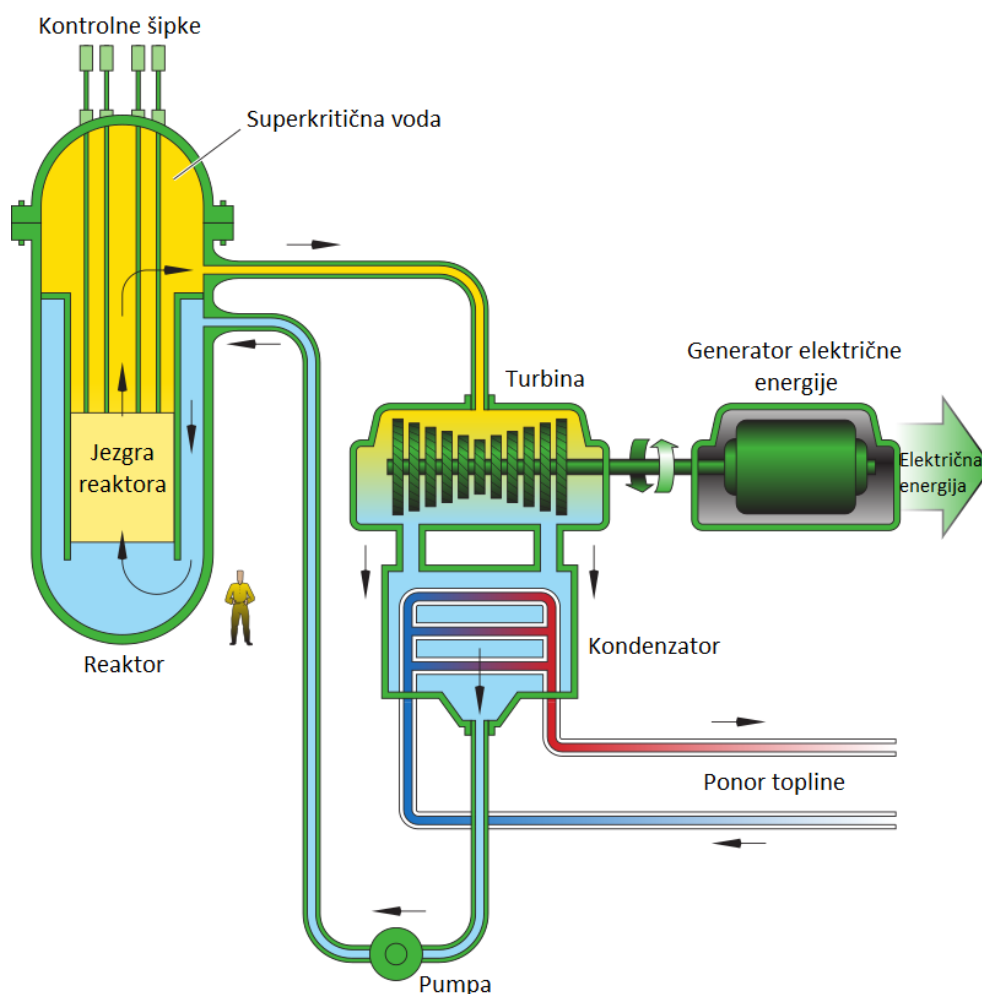 Kontrolne šipke
Superkritična voda
Generator električne
energije
Turbina
Električna
energija
Jezgra
reaktora
Kondenzator
Reaktor
Ponor topline
Pumpa